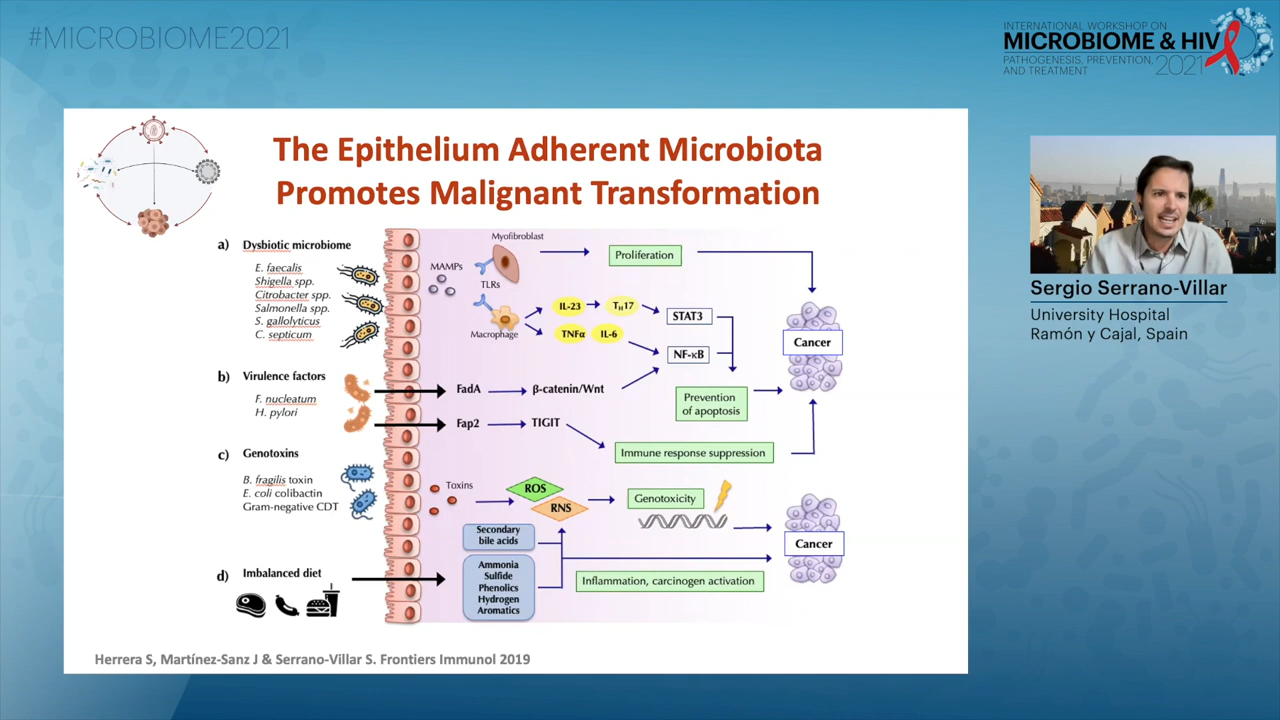 #MICROBIOME2021
INTERNATIONAL WORKSHOP ON
MICROBIOME & HIV
PATHOGENESIS, PREVENTION,
AND TREATMENT
2021
The Epithelium Adherent Microbiota
Promotes Malignant Transformation
a) Dysbiotic microbiome
E. faecalis
Shigella spp.
Citrobacter spp.
Salmonella spp.
S. gallolyticus
C. septicum
b) Virulence factors
F. nucleatum
H. pylori
c) Genotoxins
B. fragilis toxin
E. coli colibactin
Gram-negative CDT
d) Imbalanced diet
Myofibroblast
MAMPs
TLRs
Macrophage
Proliferation
IL-23
TH17
TNFα
IL-6
STAT3
NF-κB
Cancer
FadA
β-catenin/Wnt
Prevention
of apoptosis
Fap2
TIGIT
Immune response suppression
Toxins
ROS
RNS
Genotoxicity
Secondary
bile acids
Cancer
Ammonia
Sulfide
Phenolics
Hydrogen
Aromatics
Inflammation, carcinogen activation
Herrera S, Martínez-Sanz J & Serrano-Villar S. Frontiers Immunol 2019
Sergio Serrano-Villar
University Hospital
Ramón y Cajal, Spain